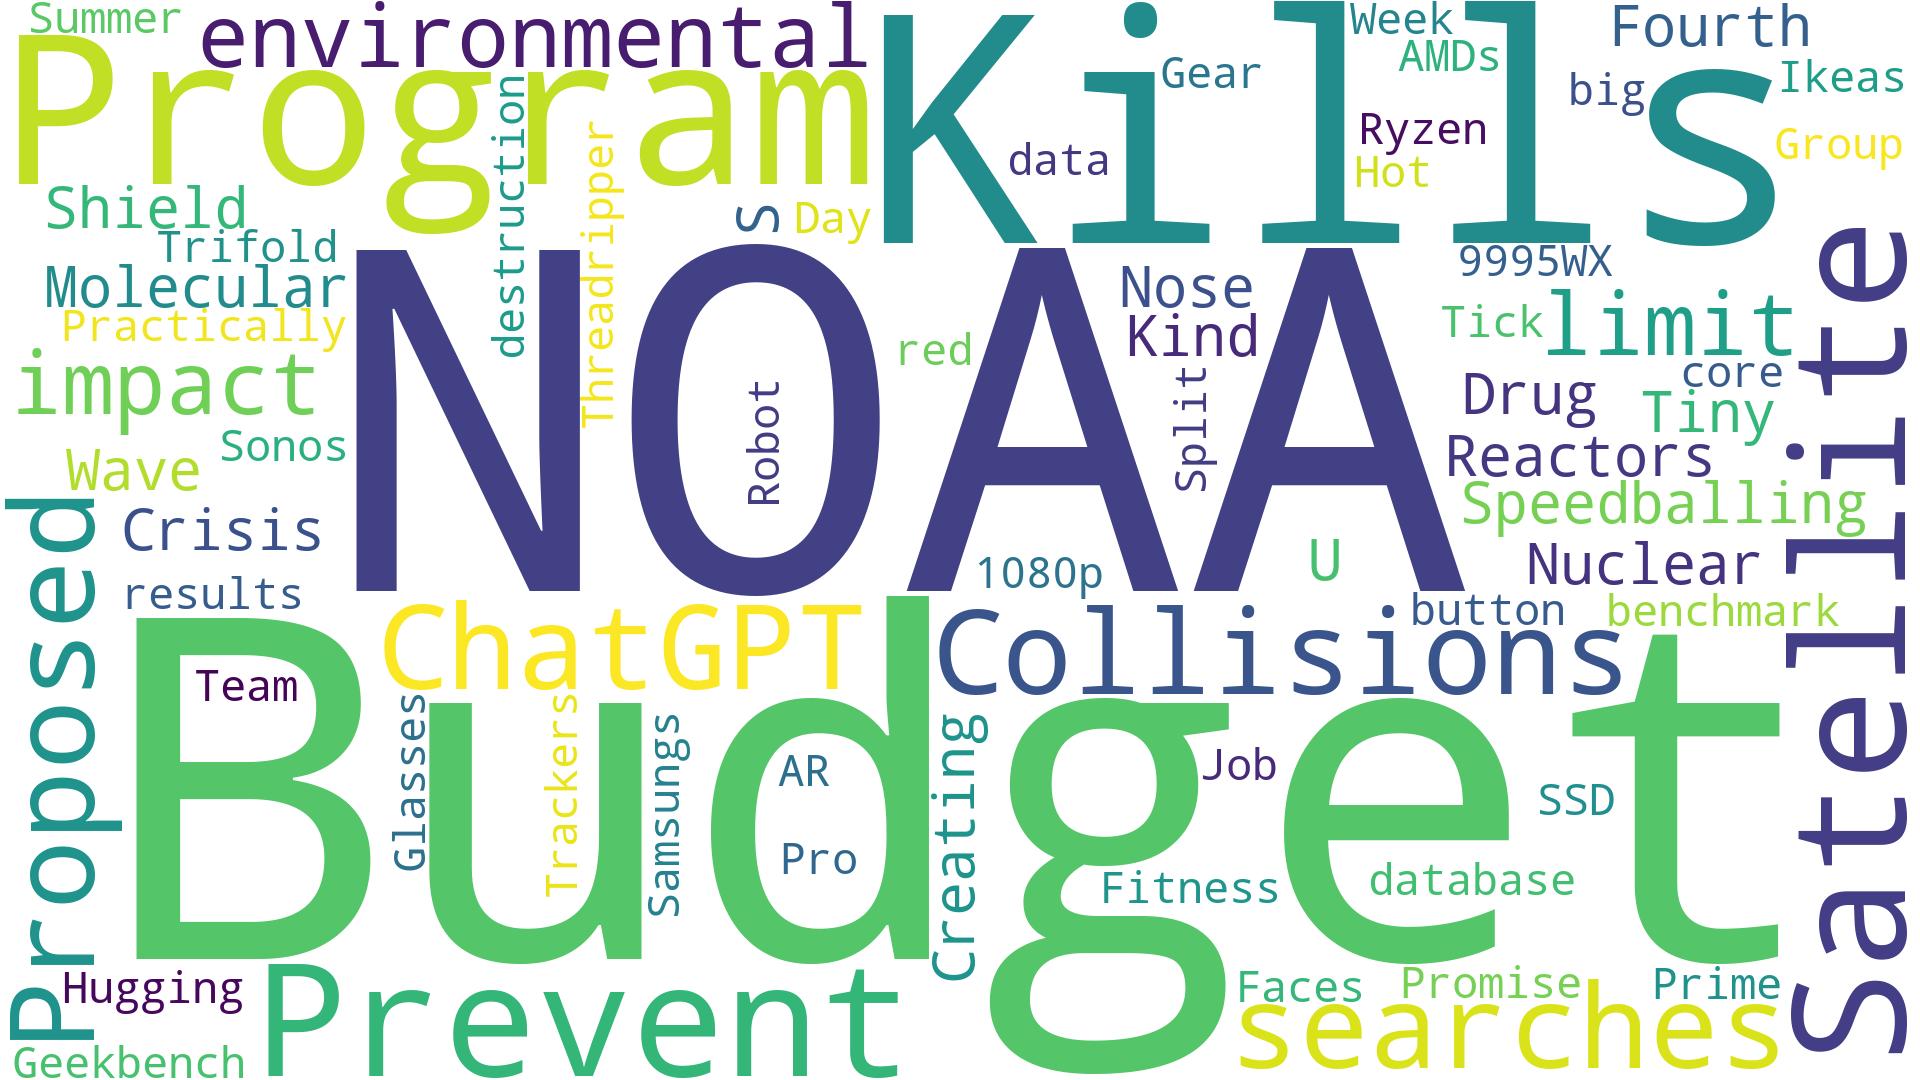 Summer
environmental
Program
Kills
Week
Fourth
AMDs
Gear
Ikeas
big
Ryzen
data
Group
Hot
destruction
Threadripper
Shield
S
Day
Trifold
Molecular
Practically
NOAA
Nose
Kind
9995WX
Tick
limit
Satellite
red
impact
core
Drug
Tiny
Robot
Split
Sonos
Wave
Reactors
Speedballing
Proposed
Crisis
1080p
U
Nuclear
results
ChatGPT
Collisions
button
benchmark
Budget
Team
Glasses
Trackers
Samsungs
AR
Creating
Job
SSD
Pro
Fitness
database
Hugging
Prevent
Faces
Promise
Prime
searches
Geekbench